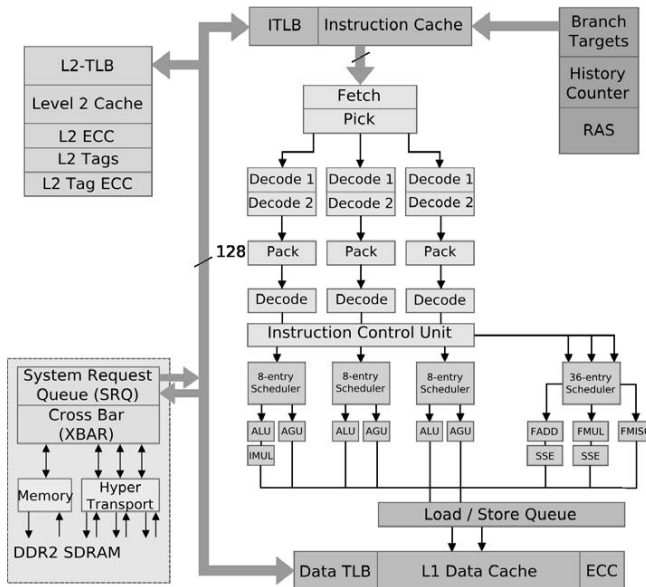 ITLB
Instruction Cache
Branch
Targets
History
Counter
RAS
L2-TLB
Level 2 Cache
L2 ECC
L2 Tags
L2 Tag ECC
Fetch
Pick
Decode 1
Decode 2
Decode 1
Decode 2
Decode 1
Decode 2
128
Pack
Pack
Pack
Decode
Decode
Decode
Instruction Control Unit
System Request
Queue (SRQ)
Cross Bar
(XBAR)
Memory
Hyper
Transport
DDR2 SDRAM
8-entry
Scheduler
8-entry
Scheduler
8-entry
Scheduler
36-entry
Scheduler
ALU
AGU
ALU
AGU
ALU
AGU
FADD
FMUL
FMISC
IMUL
SSE
SSE
Load / Store Queue
Data TLB
L1 Data Cache
ECC